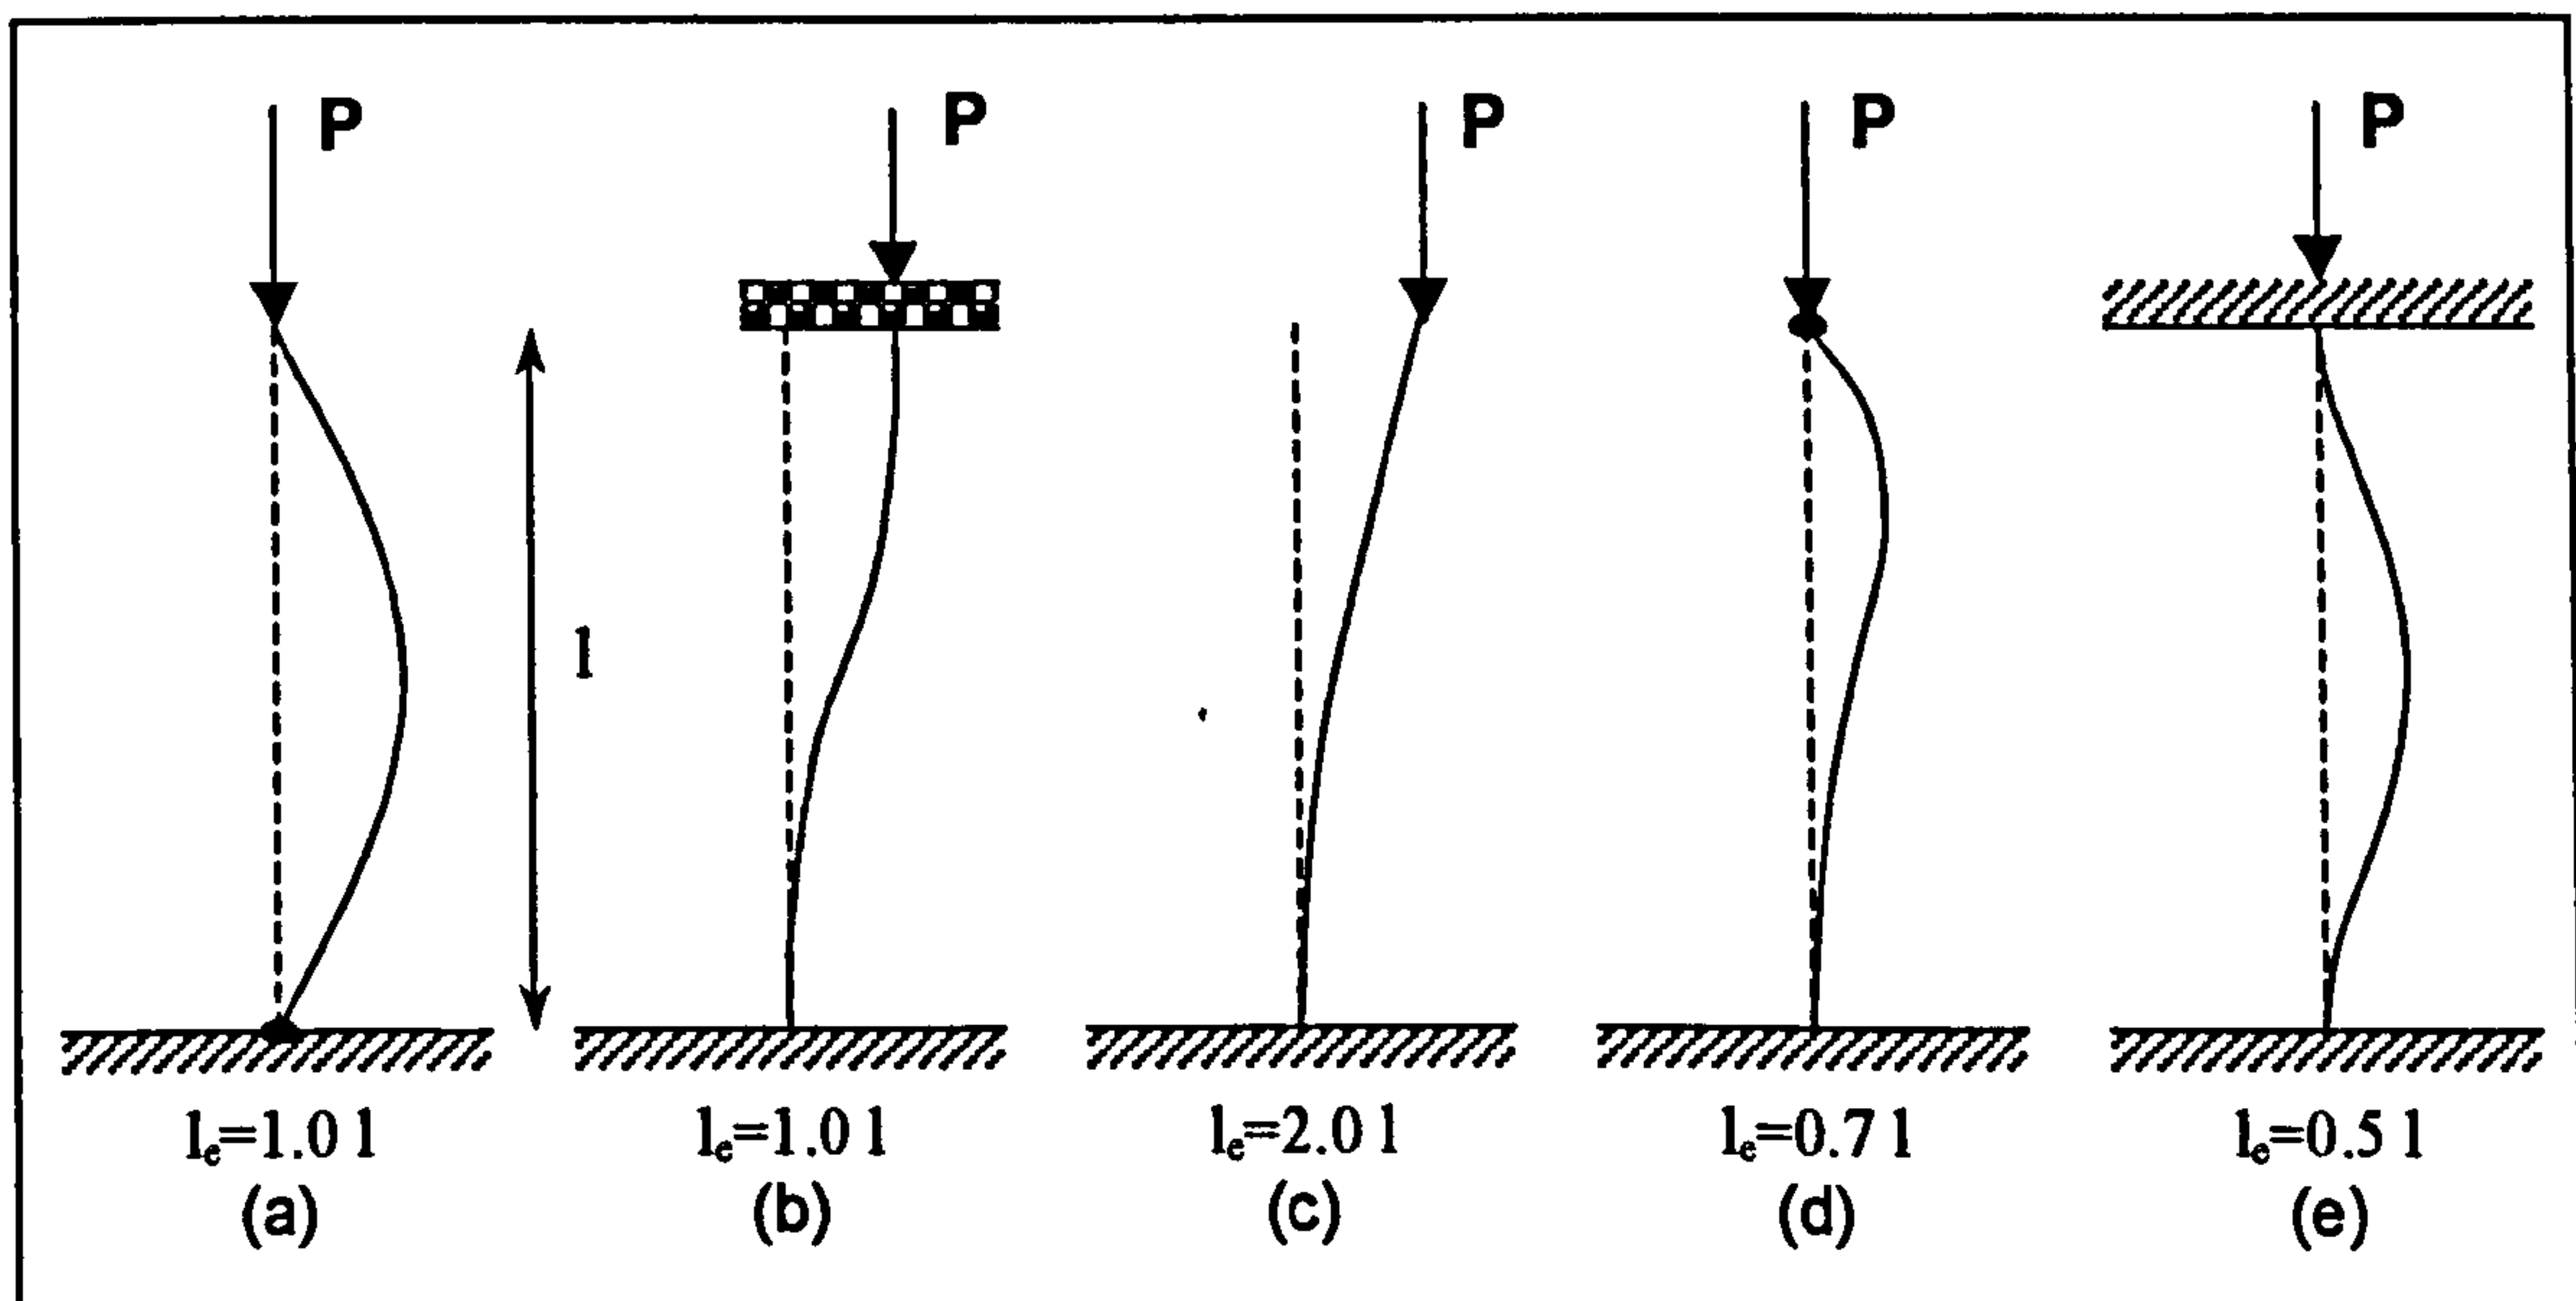 P P P P P
l
lₑ=1.0 l lₑ=1.0 l lₑ=2.0 l lₑ=0.7 l lₑ=0.5 l
(a) (b) (c) (d) (e)